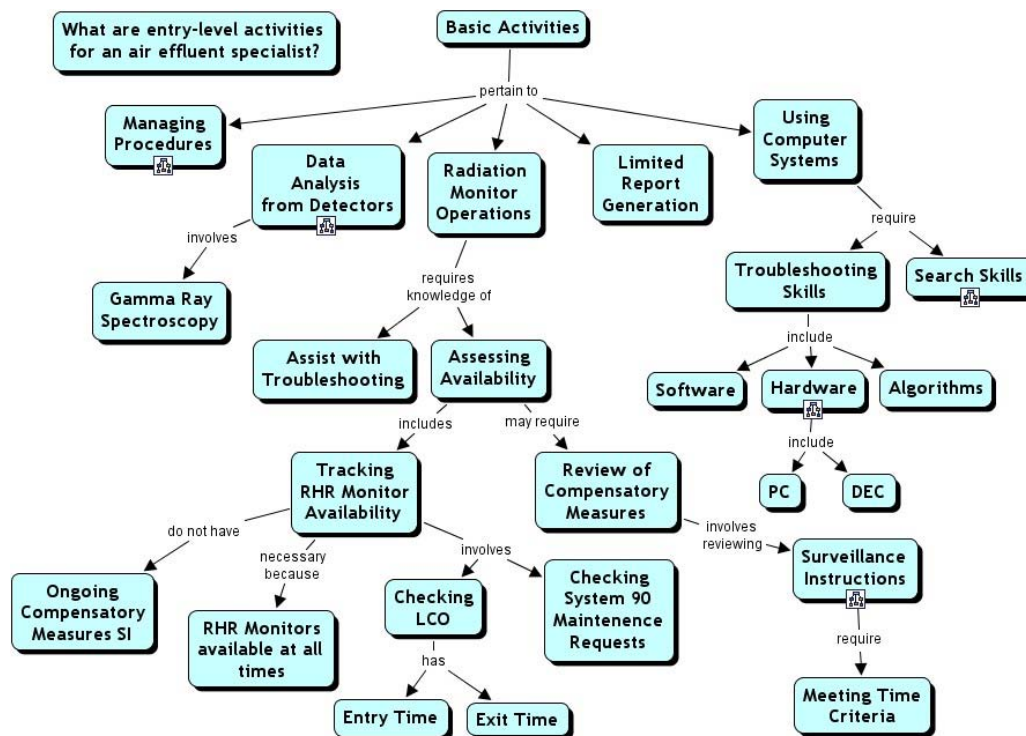 What are entry-level activities
for an air effluent specialist?
Basic Activities
pertain to
Managing
Procedures
Data
Analysis
from Detectors
Radiation
Monitor
Operations
Limited
Report
Generation
Using
Computer
Systems
involves
Gamma Ray
Spectroscopy
requires
knowledge of
require
Troubleshooting
Skills
Search Skills
Assist with
Troubleshooting
Assessing
Availability
include
Software
Hardware
Algorithms
includes
may require
include
PC
DEC
Tracking
RHR Monitor
Availability
Review of
Compensatory
Measures
do not have
necessary
because
involves
involves
reviewing
Ongoing
Compensatory
Measures SI
RHR Monitors
available at all
times
Checking
LCO
Checking
System 90
Maintenence
Requests
Surveillance
Instructions
has
require
Entry Time
Exit Time
Meeting Time
Criteria